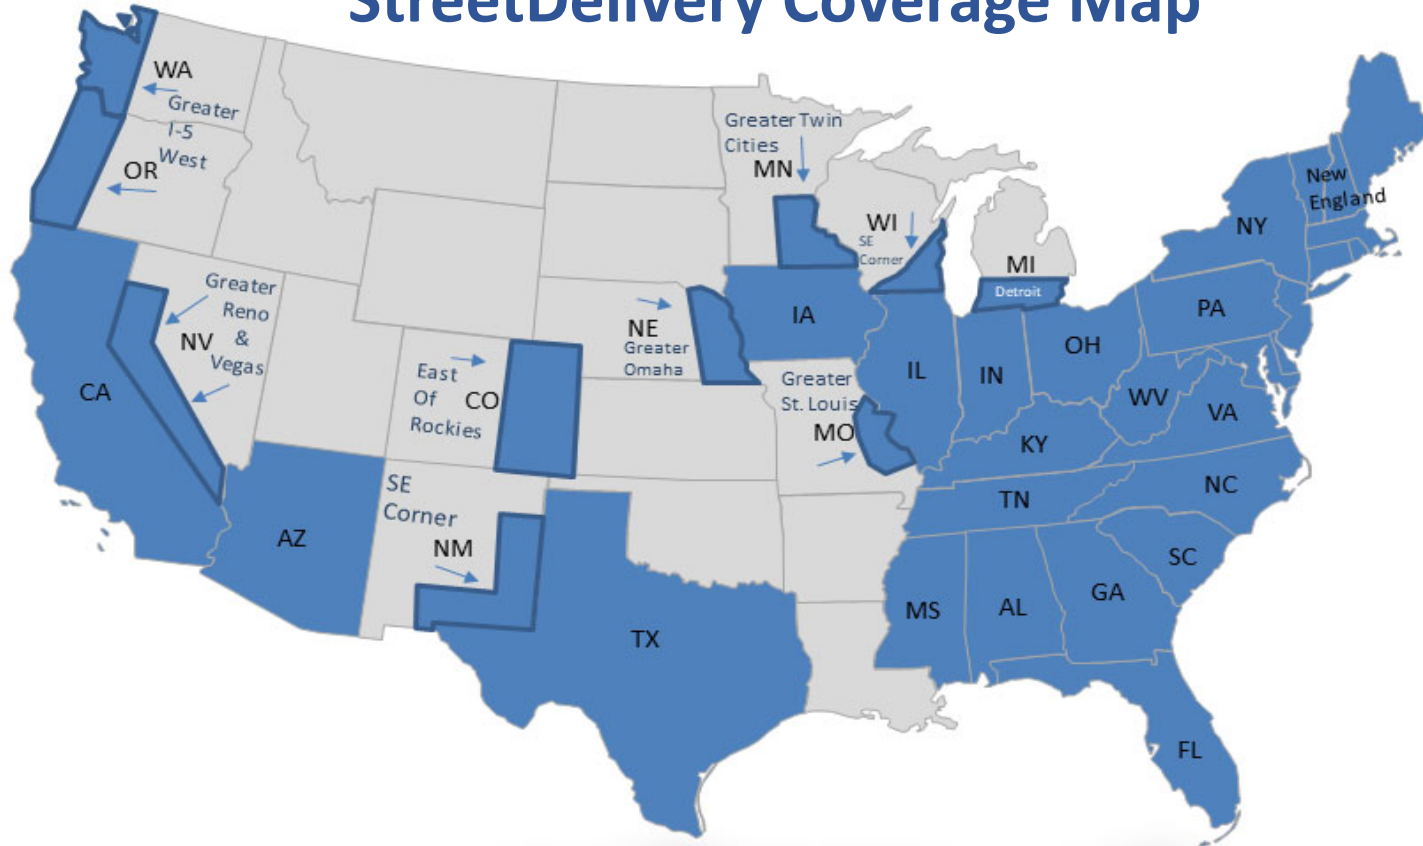 StreetDelivery Coverage Map
WA
Greater
I-5
West
OR
Greater
Reno
&
Vegas
NV
CA
East
Of
Rockies
CO
SE
Corner
NM
AZ
TX
NE
Greater
Omaha
Greater Twin
Cities
MN
WI
SE
Corner
MI
Detroit
IA
Greater
St. Louis
MO
IL
IN
OH
KY
TN
WV
VA
NC
SC
GA
AL
MS
FL
PA
NY
New
England